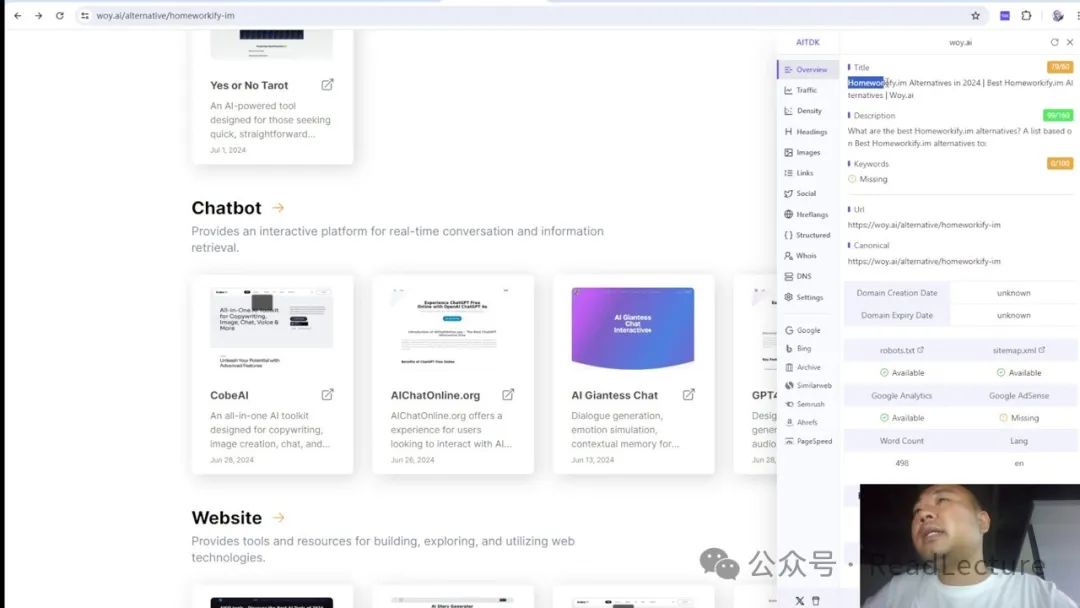 woy.ai/alternative/homeworkify-im
Yes or No Tarot
An AI-powered tool
designed for those seeking
quick, straightforward...
Jul 1, 2024
Chatbot →
Provides an interactive platform for real-time conversation and information
retrieval.
All-in-One AI Toolkit
for Copywriting,
Image, Chat, Voice &
More
Unleash Your Potential with
Advanced Features
CobeAI
An all-in-one AI toolkit
designed for copywriting,
image creation, chat, and...
Jun 28, 2024
Experience ChatGPT Free
Online with OpenAI ChatGPT 4o
Benefits of ChatGPT Free Online
AIChatOnline.org
AIChatOnline.org offers a
experience for users
looking to interact with AI...
Jun 26, 2024
AI Giantess
Chat
Interactives
AI Giantess Chat
Dialogue generation,
emotion simulation,
contextual memory for...
Jun 13, 2024
GPT4
Desig
gener
audio
Jun 28,
Website →
Provides tools and resources for building, exploring, and utilizing web
technologies.
AI Story Generator
AITDK
woy.ai
Overview
Traffic
Density
Headings
Images
Links
Social
Hreflangs
Structured
Whois
DNS
Settings
Google
Bing
Archive
Similarweb
Semrush
Ahrefs
PageSpeed
Title
79/60
Homeworkify.im Alternatives in 2024 | Best Homeworkify.im Al
ternatives | Woy.ai
Description
99/160
What are the best Homeworkify.im alternatives? A list based o
n Best Homeworkify.im alternatives to:
Keywords
0/100
Missing
Url
https://woy.ai/alternative/homeworkify-im
Canonical
https://woy.ai/alternative/homeworkify-im
Domain Creation Date unknown
Domain Expiry Date unknown
robots.txt sitemap.xml
Available Available
Google Analytics Google AdSense
Available Missing
Word Count Lang
498 en
公众号 · ReadLecture